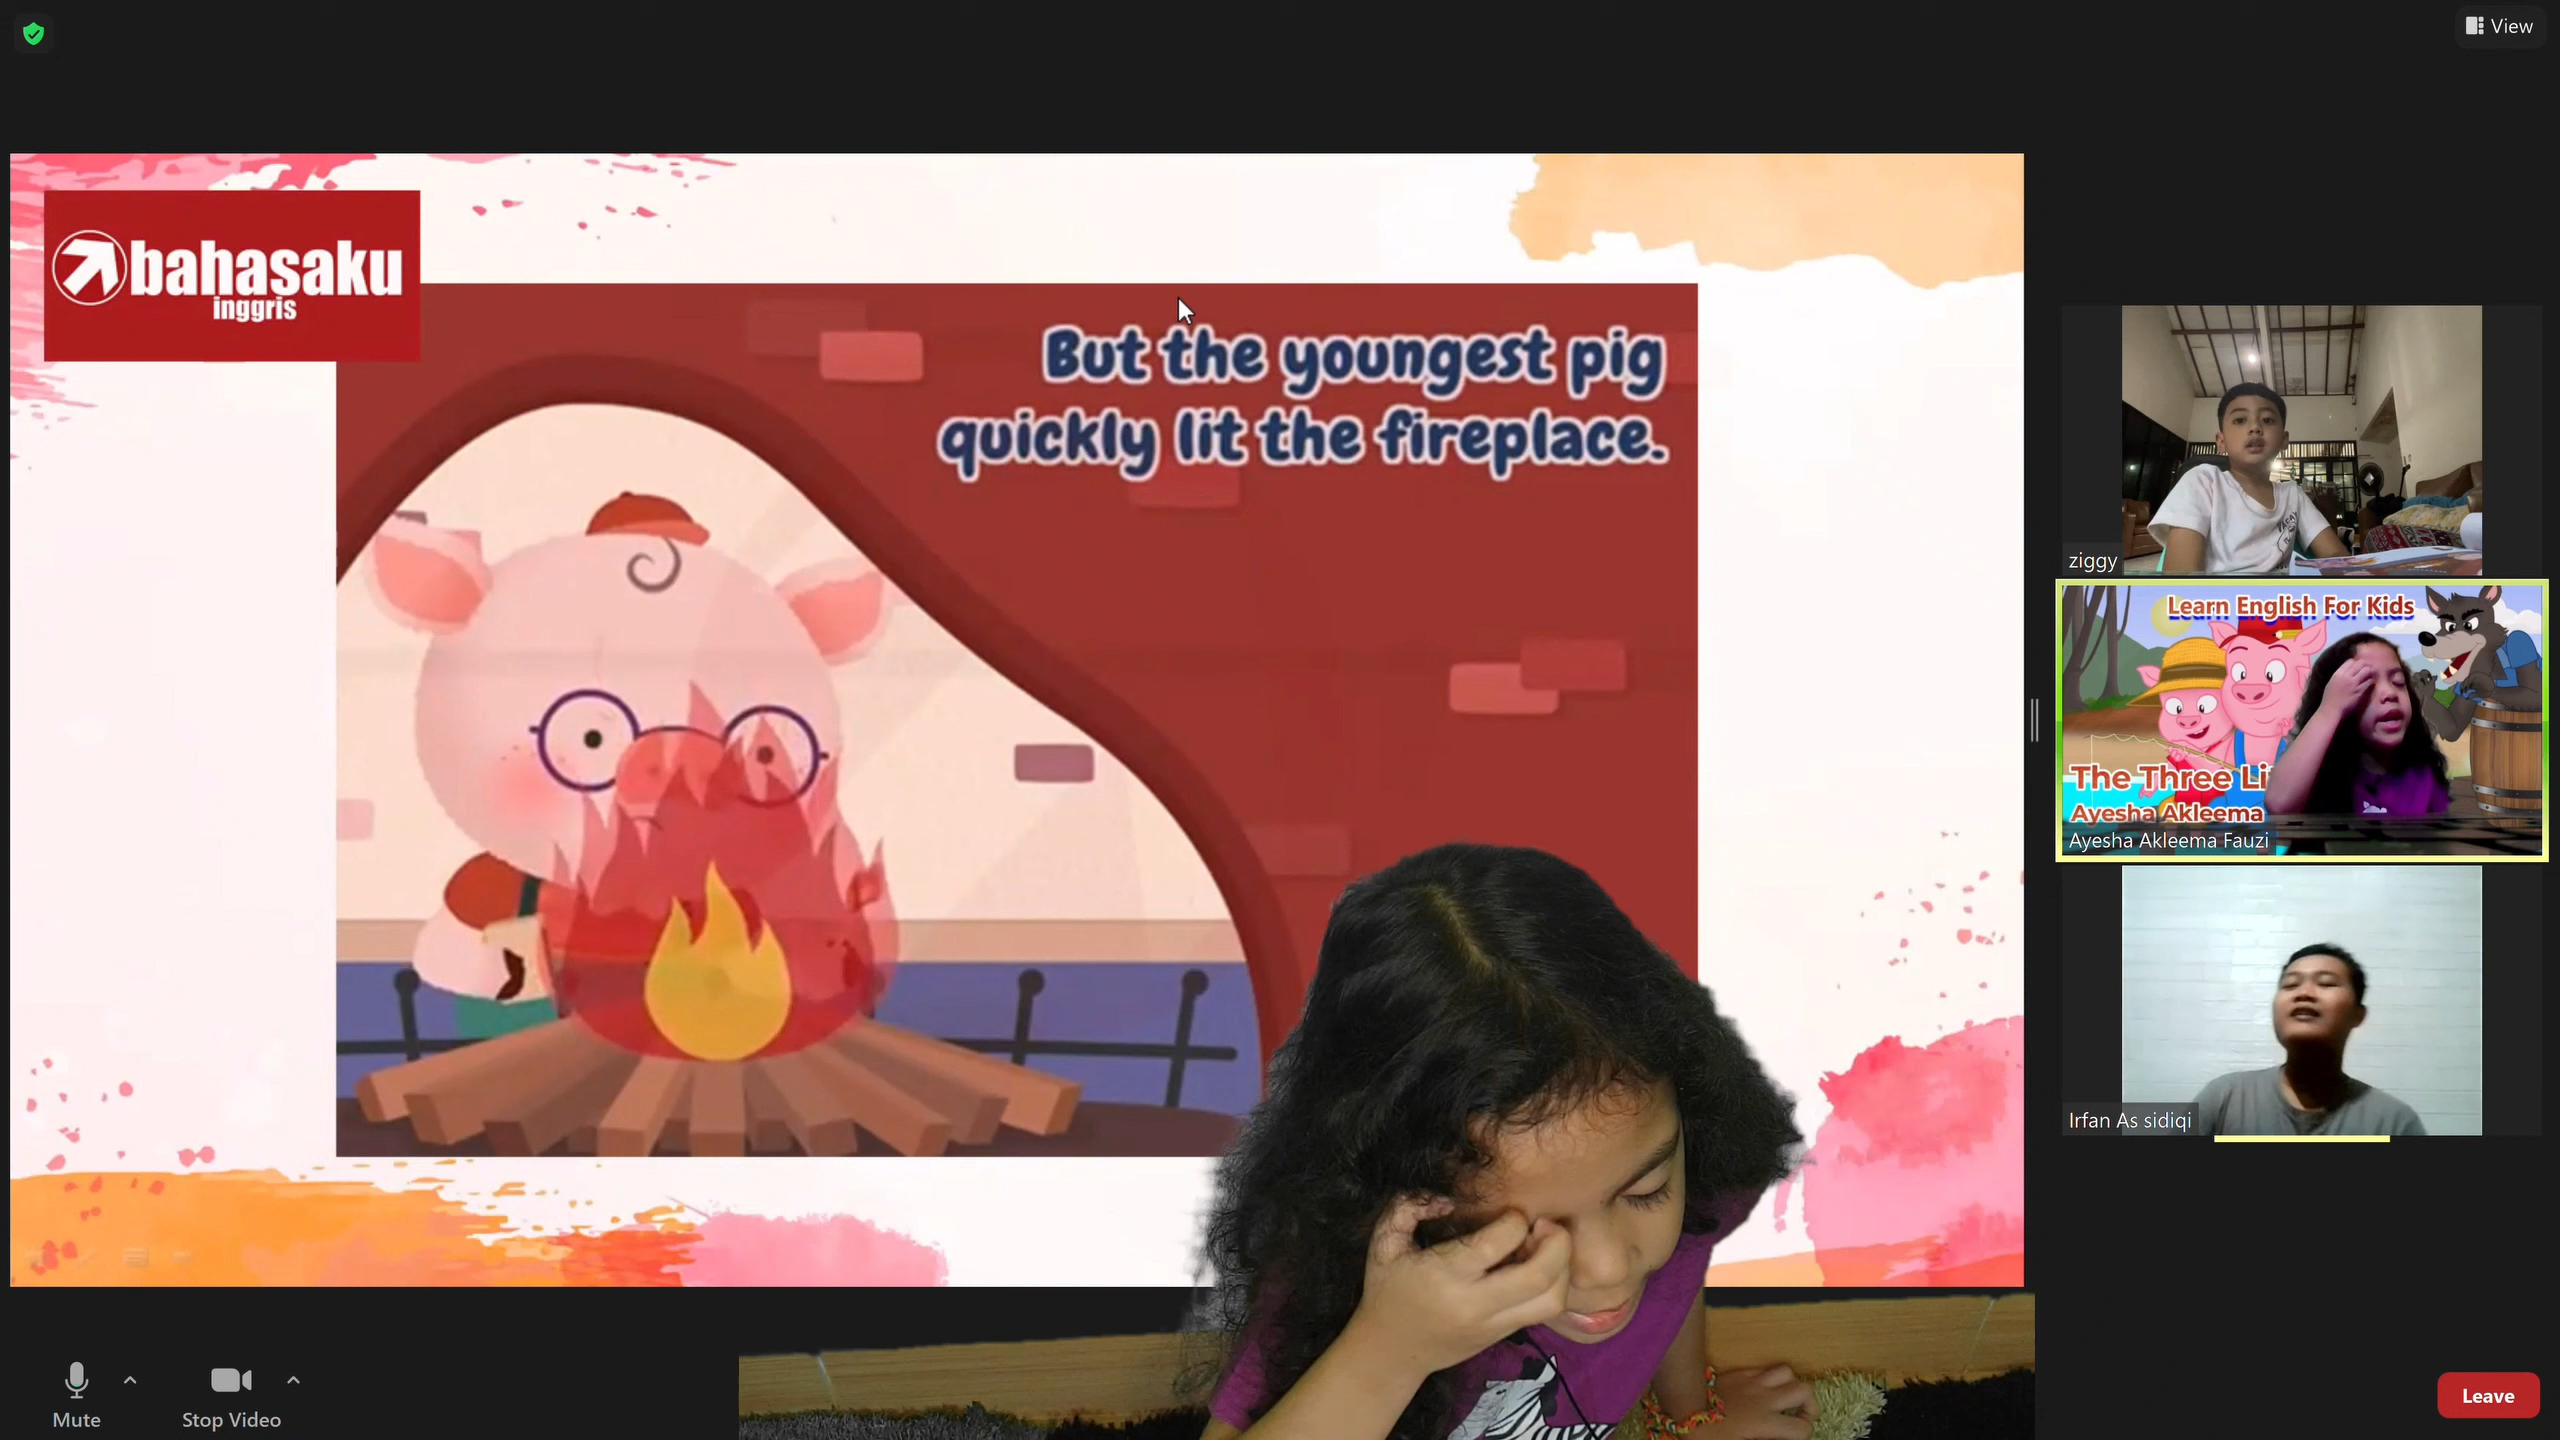 View
bahasaku
inggris
But the youngest pig
quickly lit the fireplace.
ziggy
Learn English For Kids
The Three Li
Ayesha Akleema
Ayesha Akleema Fauzi
Irfan As sidiqi
Mute
Stop Video
Leave